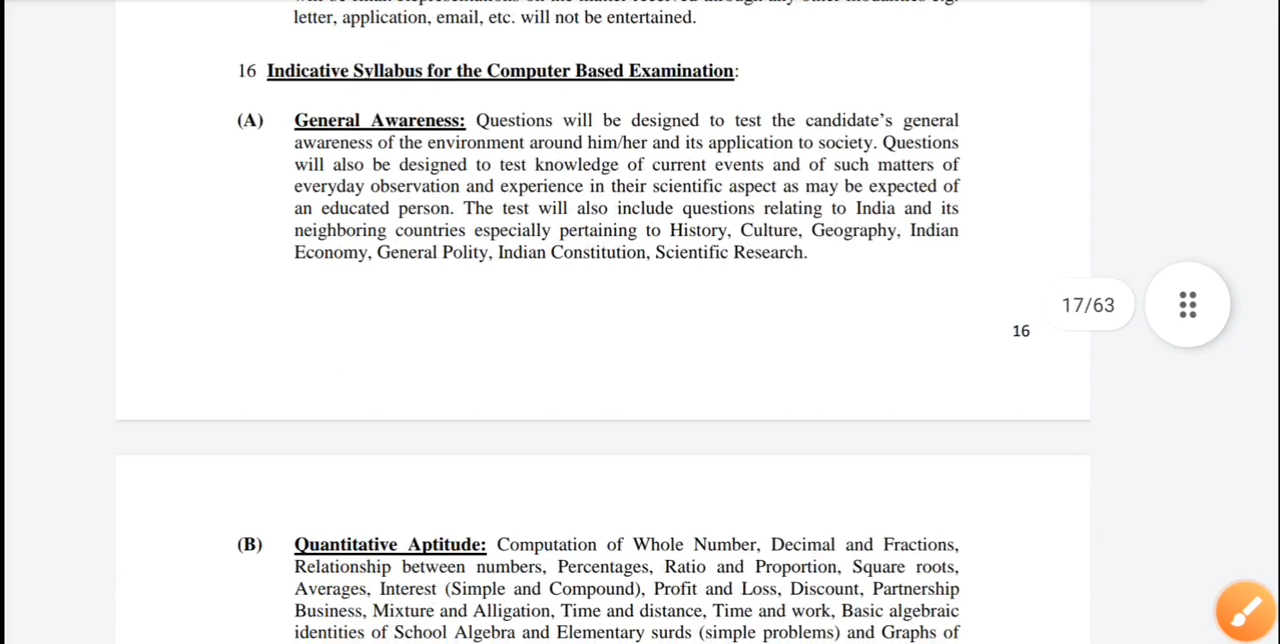 letter, application, email, etc. will not be entertained.
16 Indicative Syllabus for the Computer Based Examination:
(A) General Awareness: Questions will be designed to test the candidate's general
awareness of the environment around him/her and its application to society. Questions
will also be designed to test knowledge of current events and of such matters of
everyday observation and experience in their scientific aspect as may be expected of
an educated person. The test will also include questions relating to India and its
neighboring countries especially pertaining to History, Culture, Geography, Indian
Economy, General Polity, Indian Constitution, Scientific Research.
17/63
16
(B) Quantitative Aptitude: Computation of Whole Number, Decimal and Fractions,
Relationship between numbers, Percentages, Ratio and Proportion, Square roots,
Averages, Interest (Simple and Compound), Profit and Loss, Discount, Partnership
Business, Mixture and Alligation, Time and distance, Time and work, Basic algebraic
identities of School Algebra and Elementary surds (simple problems) and Graphs of